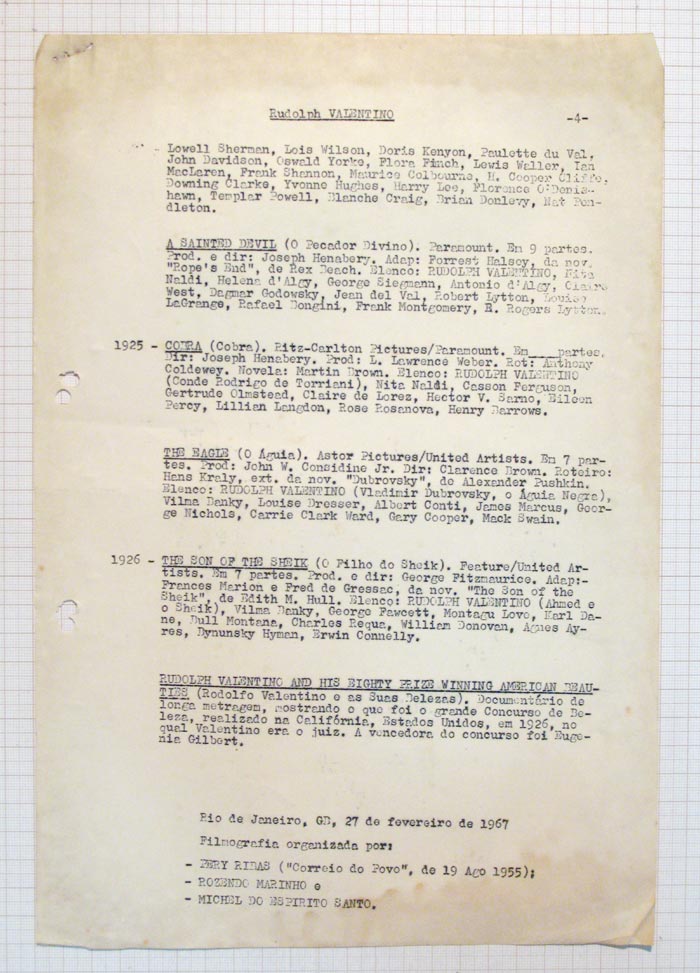 Rudolph VALENTINO -4-
Lowell Sherman, Lois Wilson, Doris Kenyon, Paulette du Val,
John Davidson, Oswald Yorke, Flora Finch, Lewis Waller, Ian
MacLaren, Frank Shannon, Maurice Colbourne, H. Cooper Cliffe,
Downing Clarke, Yvonne Hughes, Harry Lee, Florence O'Denis-
hawn, Templar Powell, Blanche Craig, Brian Donlevy, Nat Pen-
dleton.
A SAINTED DEVIL (O Pecador Divino). Paramount. Em 9 partes.
Prod. e dir: Joseph Henabery. Adap: Forrest Halsey, da nov.
"Rope's End", de Rex Beach. Elenco: RUDOLPH VALENTINO, Nita
Naldi, Helena d'Algy, George Siegmann, Antonio d'Algy, Claire
West, Dagmar Godowsky, Jean del Val, Robert Lytton, Louise
LaGrange, Rafael Bongini, Frank Montgomery, R. Rogers Lytton.
1925 - COBRA (Cobra). Ritz-Carlton Pictures/Paramount. Em___partes.
Dir: Joseph Henabery. Prod: L. Lawrence Weber. Rot: Anthony
Coldewey. Novela: Martin Brown. Elenco: RUDOLPH VALENTINO
(Conde Rodrigo de Torriani), Nita Naldi, Casson Ferguson,
Gertrude Olmstead, Claire de Lorez, Hector V. Sarno, Eileen
Percy, Lillian Langdon, Rose Rosanova, Henry Barrows.
THE EAGLE (O Águia). Astor Pictures/United Artists. Em 7 par-
tes. Prod: John W. Considine Jr. Dir: Clarence Brown. Roteiro:
Hans Kraly, ext. da nov. "Dubrovsky", de Alexander Pushkin.
Elenco: RUDOLPH VALENTINO (Vladimir Dubrovsky, o Águia Negra),
Vilma Banky, Louise Dresser, Albert Conti, James Marcus, Geor-
ge Nichols, Carrie Clark Ward, Gary Cooper, Mack Swain.
1926 - THE SON OF THE SHEIK (O Filho do Sheik). Feature/United Ar-
tists. Em 7 partes. Prod. e dir: George Fitzmaurice. Adap:-
Frances Marion e Fred de Gressac, da nov. "The Son of the
Sheik", de Edith M. Hull. Elenco: RUDOLPH VALENTINO (Ahmed e
o Sheik), Vilma Banky, George Fawcett, Montagu Love, Karl Da-
ne, Bull Montana, Charles Requa, William Donovan, Agnes Ay-
res, Dynunsky Hyman, Erwin Connelly.
RUDOLPH VALENTINO AND HIS EIGHTY PRIZE WINNING AMERICAN BEAU-
TIES (Rodolfo Valentino e as Suas Belezas). Documentário de
longa metragem, mostrando o que foi o grande Concurso de Be-
leza, realizado na Califórnia, Estados Unidos, em 1926, no
qual Valentino era o juiz. A vencedora do concurso foi Euge-
nia Gilbert.
Rio de Janeiro, GB, 27 de fevereiro de 1967
Filmografia organizada por:
- PERY RIBAS ("Correio do Povo", de 19 Ago 1955);
- ROZENDO MARINHO e
- MICHEL DO ESPIRITO SANTO.